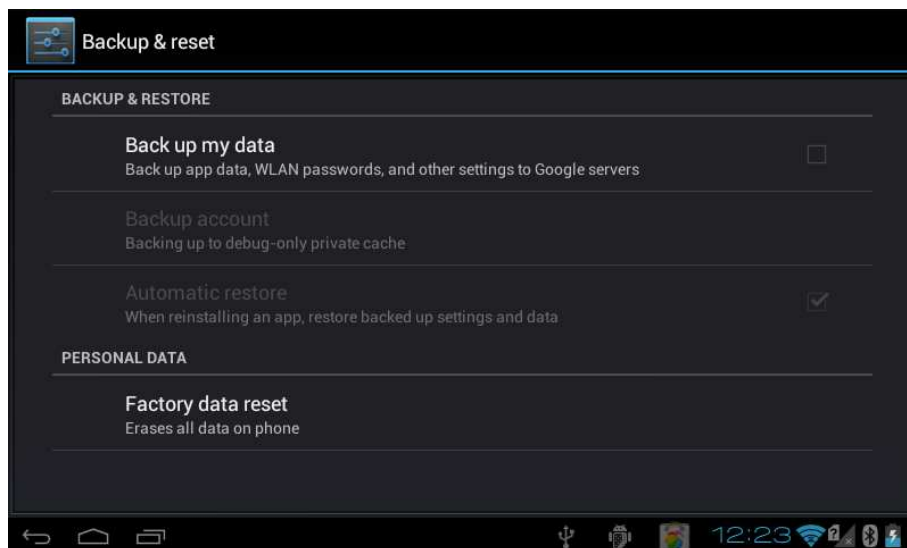 Backup & reset
BACKUP & RESTORE
Back up my data
Back up app data, WLAN passwords, and other settings to Google servers
Backup account
Backing up to debug-only private cache
Automatic restore
When reinstalling an app, restore backed up settings and data
PERSONAL DATA
Factory data reset
Erases all data on phone
12:23